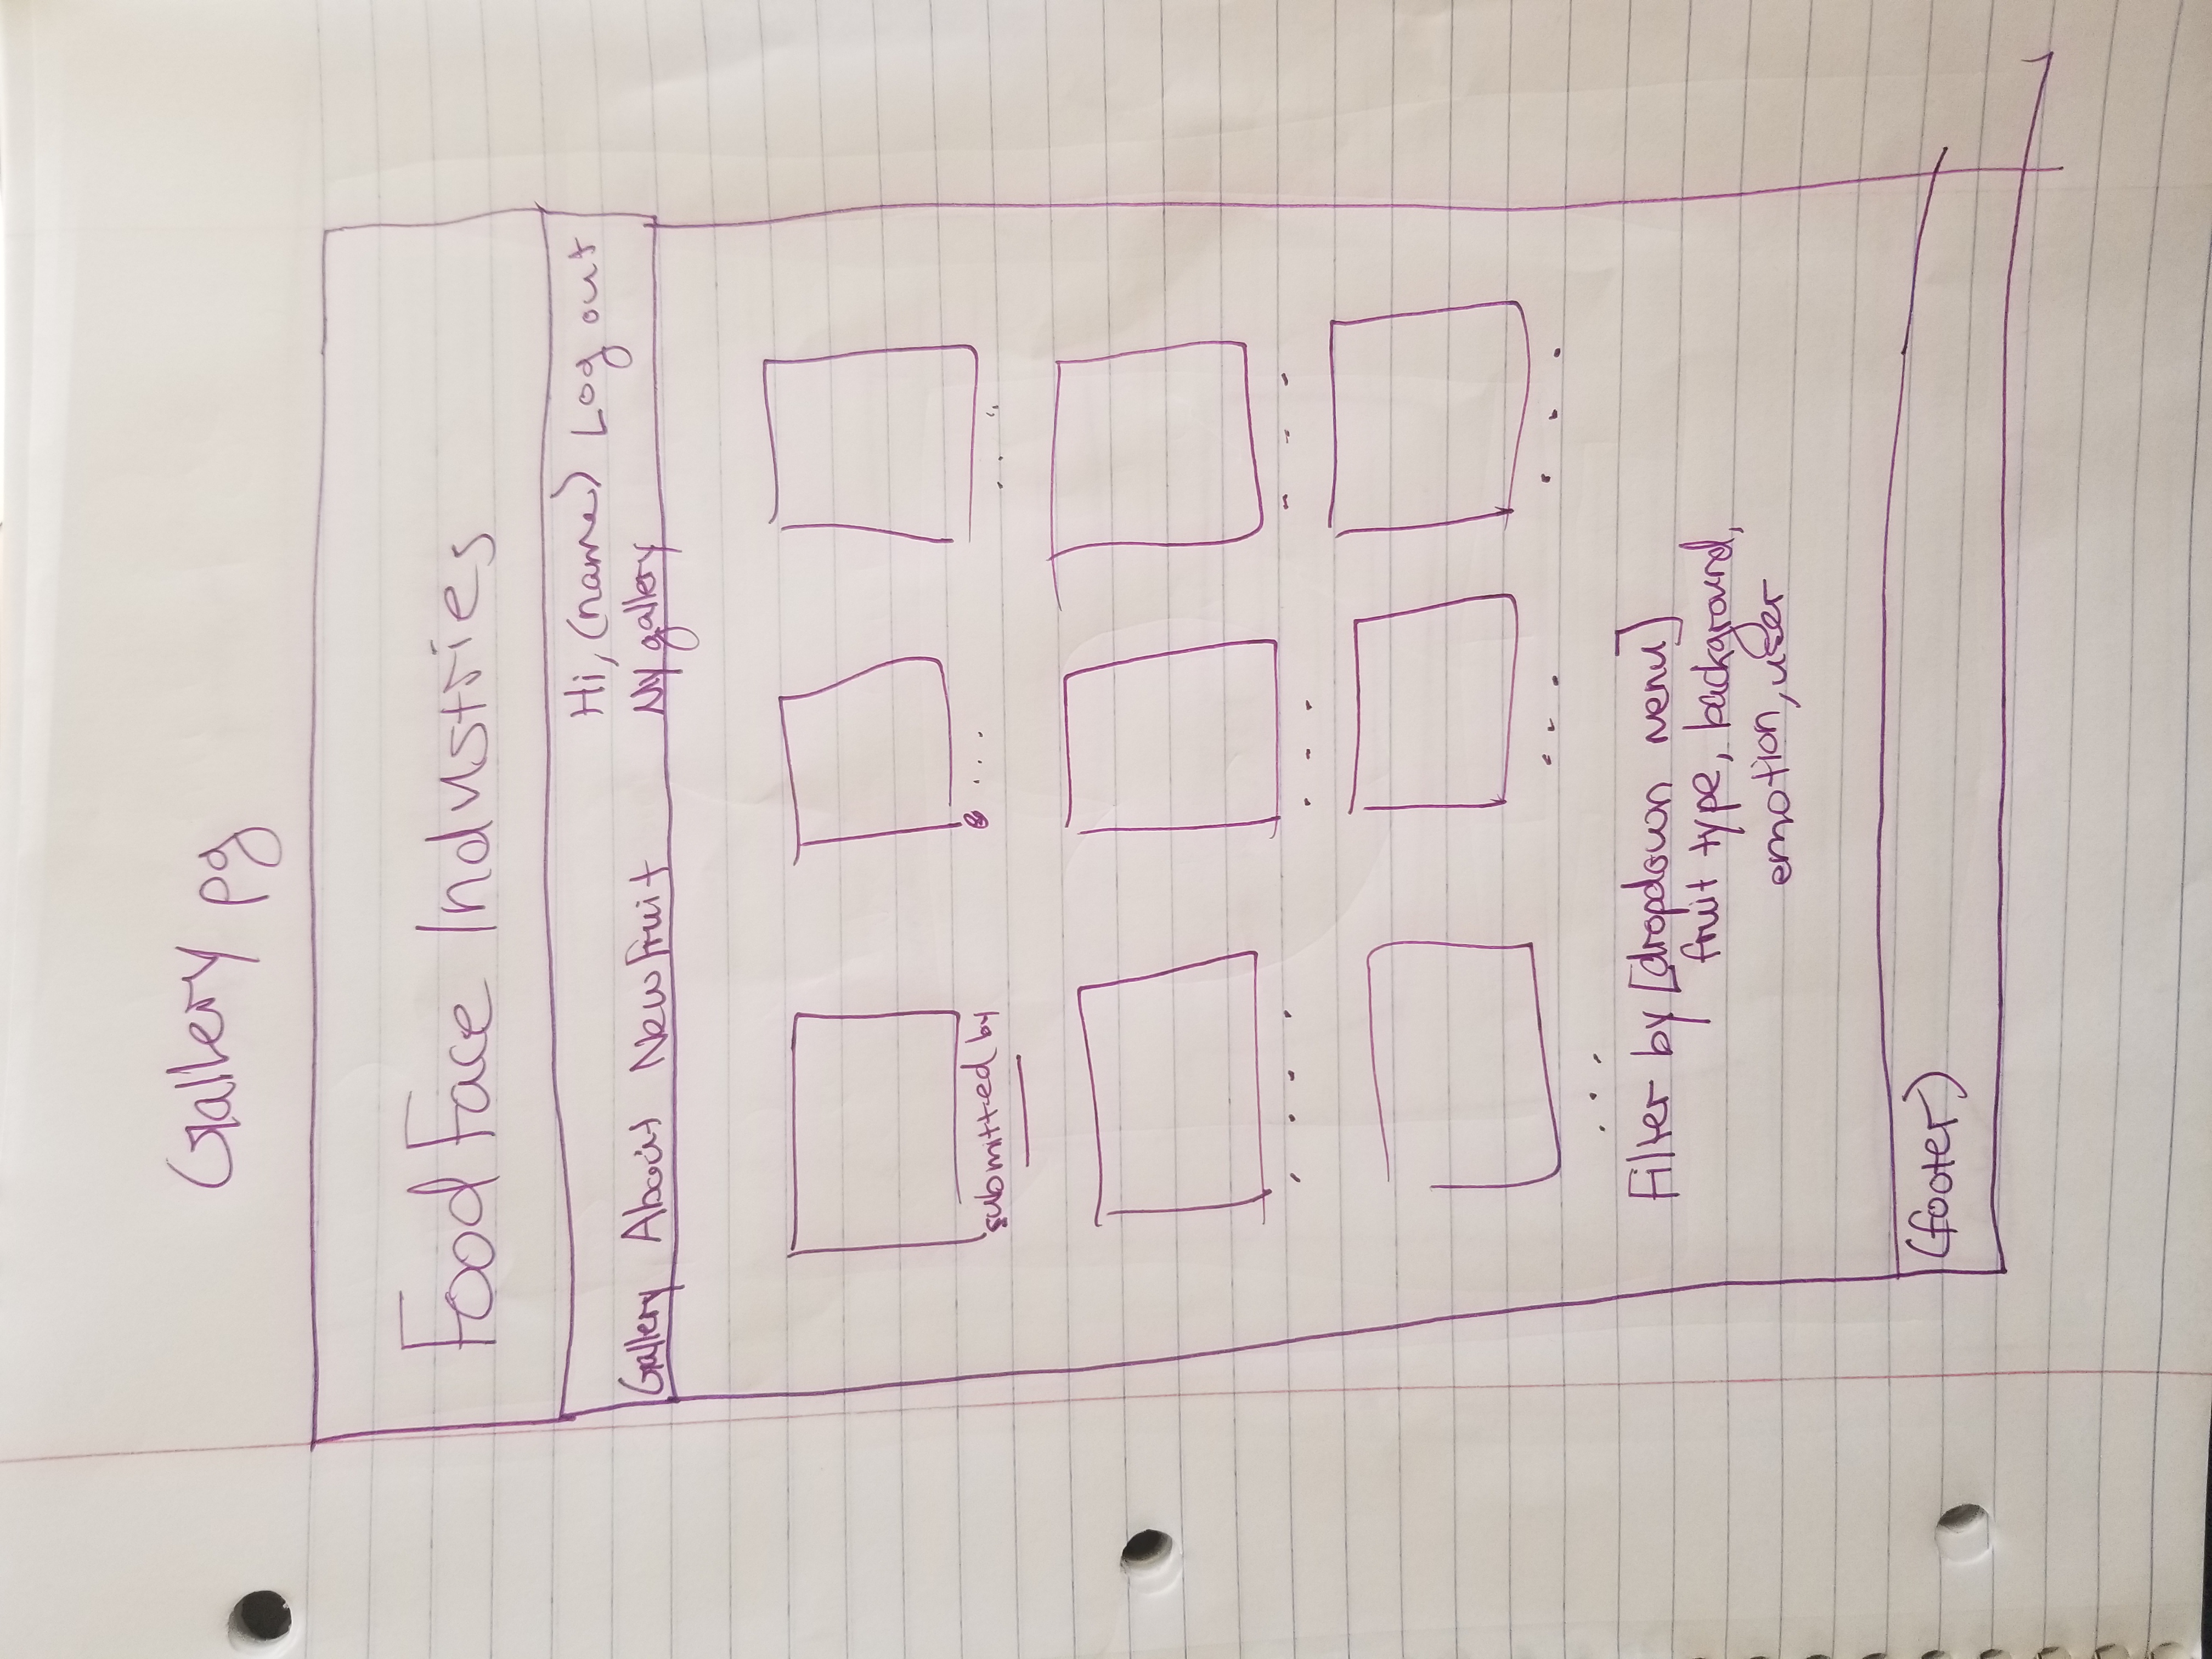 Gallery pg
Food Face Industries
Hi, (name) Log out
Gallery About New fruit My gallery
submitted by
...
...
....
...
...
...
...
...
Filter by [dropdown menu]
fruit type, background,
emotion, user
(footer)